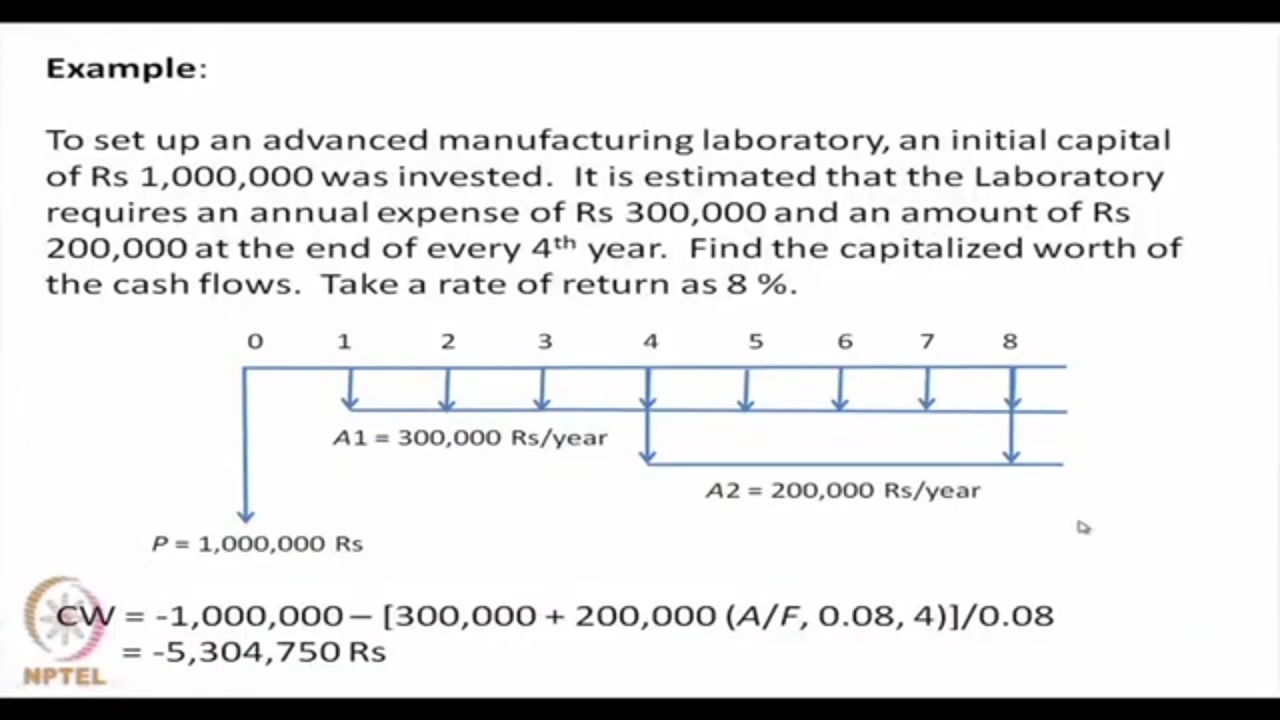 Example:
To set up an advanced manufacturing laboratory, an initial capital
of Rs 1,000,000 was invested. It is estimated that the Laboratory
requires an annual expense of Rs 300,000 and an amount of Rs
200,000 at the end of every 4th year. Find the capitalized worth of
the cash flows. Take a rate of return as 8 %.
0 1 2 3 4 5 6 7 8
A1 = 300,000 Rs/year
A2 = 200,000 Rs/year
P = 1,000,000 Rs
CW = -1,000,000 – [300,000 + 200,000 (A/F, 0.08, 4)]/0.08
= -5,304,750 Rs
NPTEL